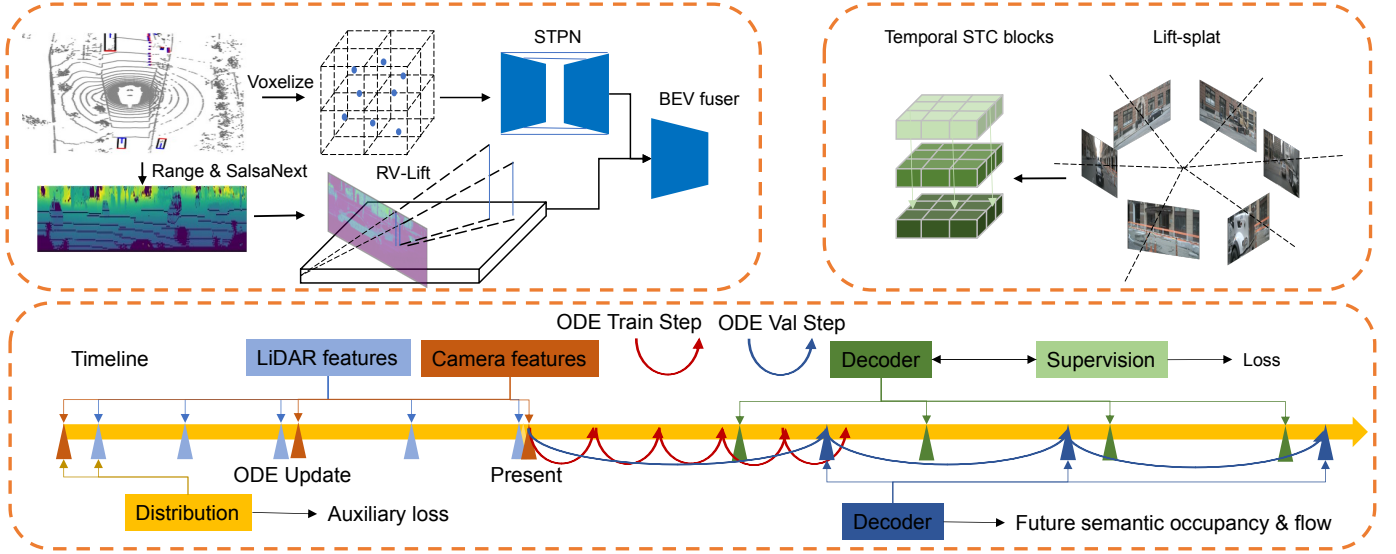 STPN
Voxelize
BEV fuser
Range & SalsaNext
RV-Lift
Temporal STC blocks
Lift-splat
ODE Train Step
ODE Val Step
Timeline
LiDAR features
Camera features
Decoder
Supervision
Loss
ODE Update
Present
Distribution
Auxiliary loss
Decoder
Future semantic occupancy & flow